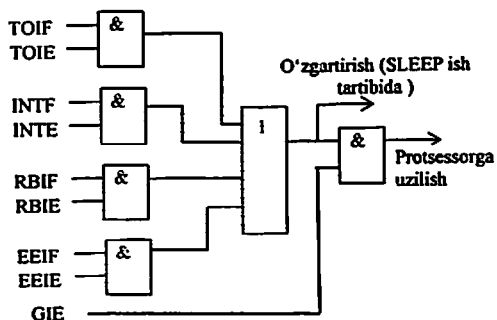 TOIF
TOIE
&
INTF
INTE
&
RBIF
RBIE
&
EEIF
EEIE
&
GIE
1
O‘zgartirish (SLEEP ish
tartibida )
&
Protsessorga
uzilish